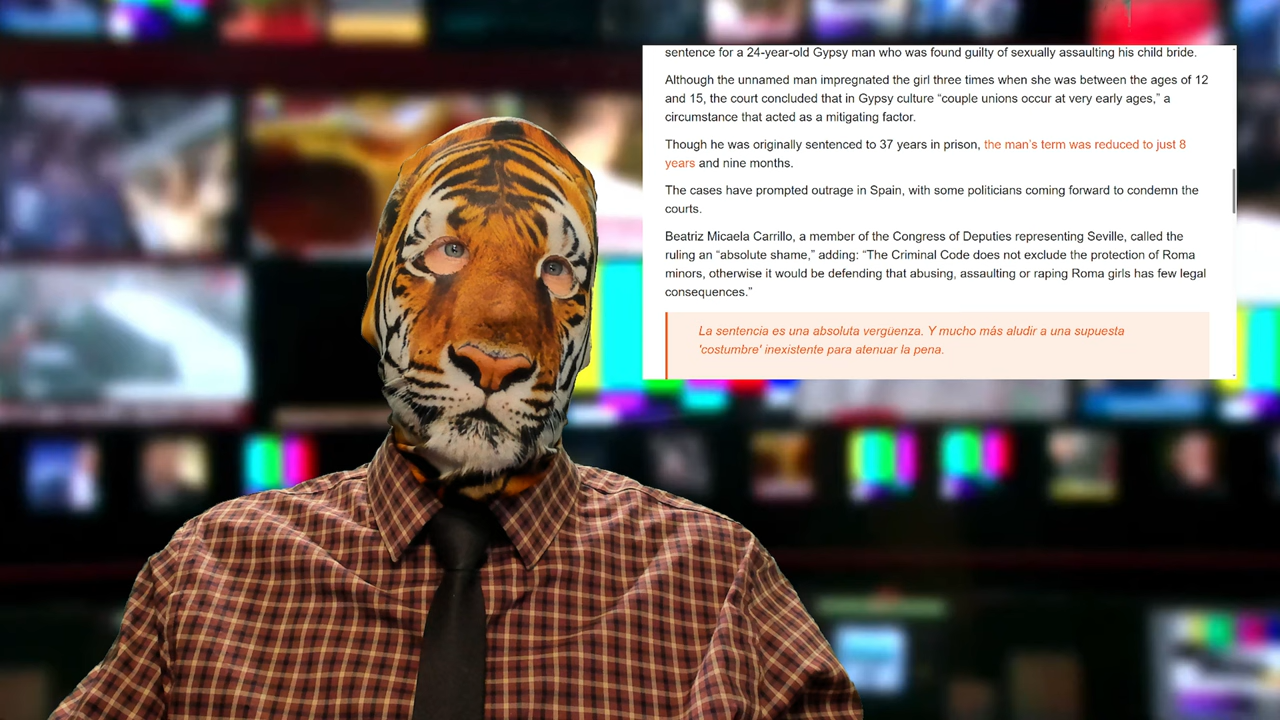 sentence for a 24-year-old Gypsy man who was found guilty of sexually assaulting his child bride.
Although the unnamed man impregnated the girl three times when she was between the ages of 12
and 15, the court concluded that in Gypsy culture “couple unions occur at very early ages,” a
circumstance that acted as a mitigating factor.
Though he was originally sentenced to 37 years in prison, the man’s term was reduced to just 8
years and nine months.
The cases have prompted outrage in Spain, with some politicians coming forward to condemn the
courts.
Beatriz Micaela Carrillo, a member of the Congress of Deputies representing Seville, called the
ruling an “absolute shame,” adding: “The Criminal Code does not exclude the protection of Roma
minors, otherwise it would be defending that abusing, assaulting or raping Roma girls has few legal
consequences.”
La sentencia es una absoluta vergüenza. Y mucho más aludir a una supuesta
'costumbre' inexistente para atenuar la pena.